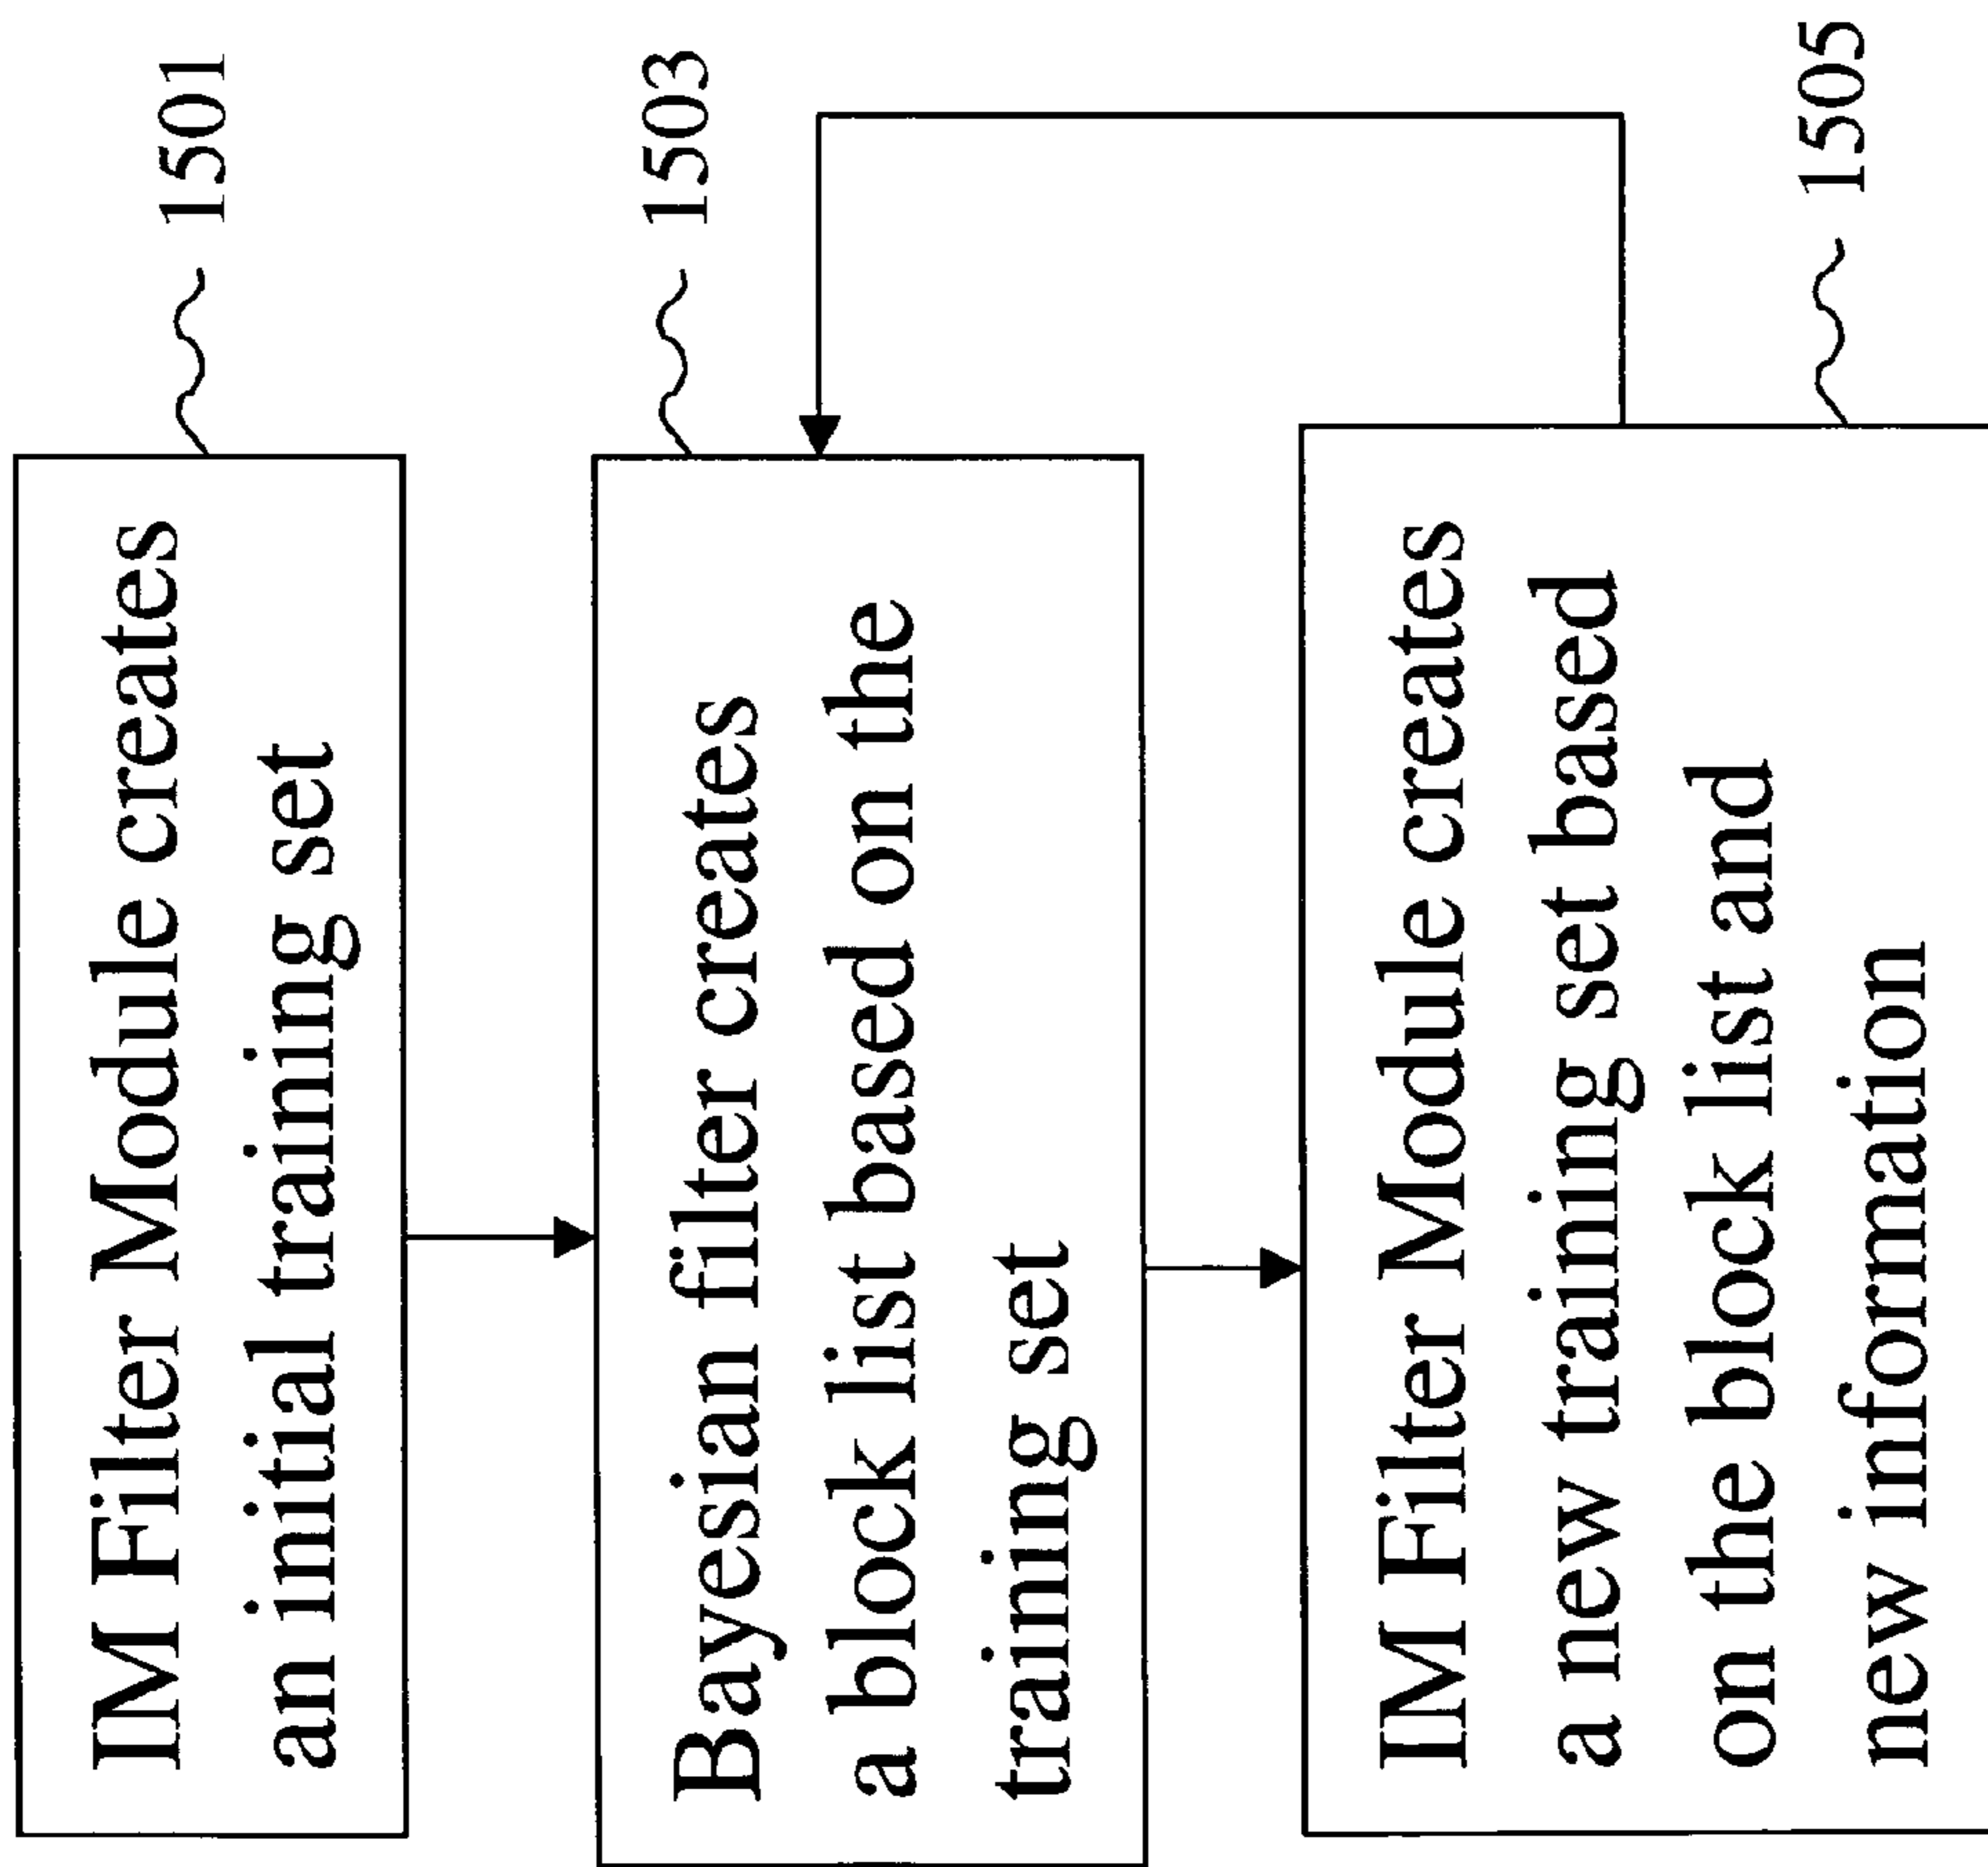 IM Filter Module creates
an initial training set
1501
Bayesian filter creates
a block list based on the
training set
1503
IM Filter Module creates
a new training set based
on the block list and
new information
1505